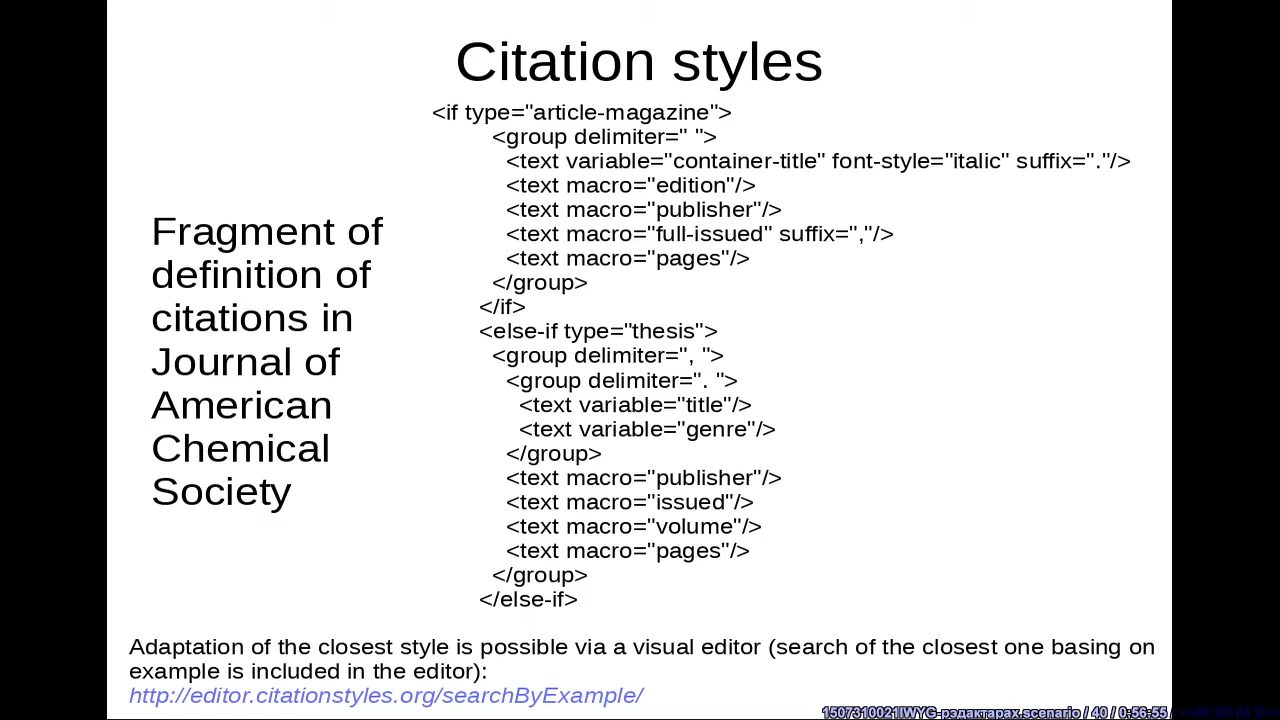 Citation styles
<if type="article-magazine">
<group delimiter=" ">
<text variable="container-title" font-style="italic" suffix="."/>
<text macro="edition"/>
<text macro="publisher"/>
<text macro="full-issued" suffix=","/>
<text macro="pages"/>
</group>
</if>
<else-if type="thesis">
<group delimiter=", ">
<group delimiter=". ">
<text variable="title"/>
<text variable="genre"/>
</group>
<text macro="publisher"/>
<text macro="issued"/>
<text macro="volume"/>
<text macro="pages"/>
</group>
</else-if>
Fragment of
definition of
citations in
Journal of
American
Chemical
Society
Adaptation of the closest style is possible via a visual editor (search of the closest one basing on
example is included in the editor):
http://editor.citationstyles.org/searchByExample/
/ 40 / 0:56:55 /